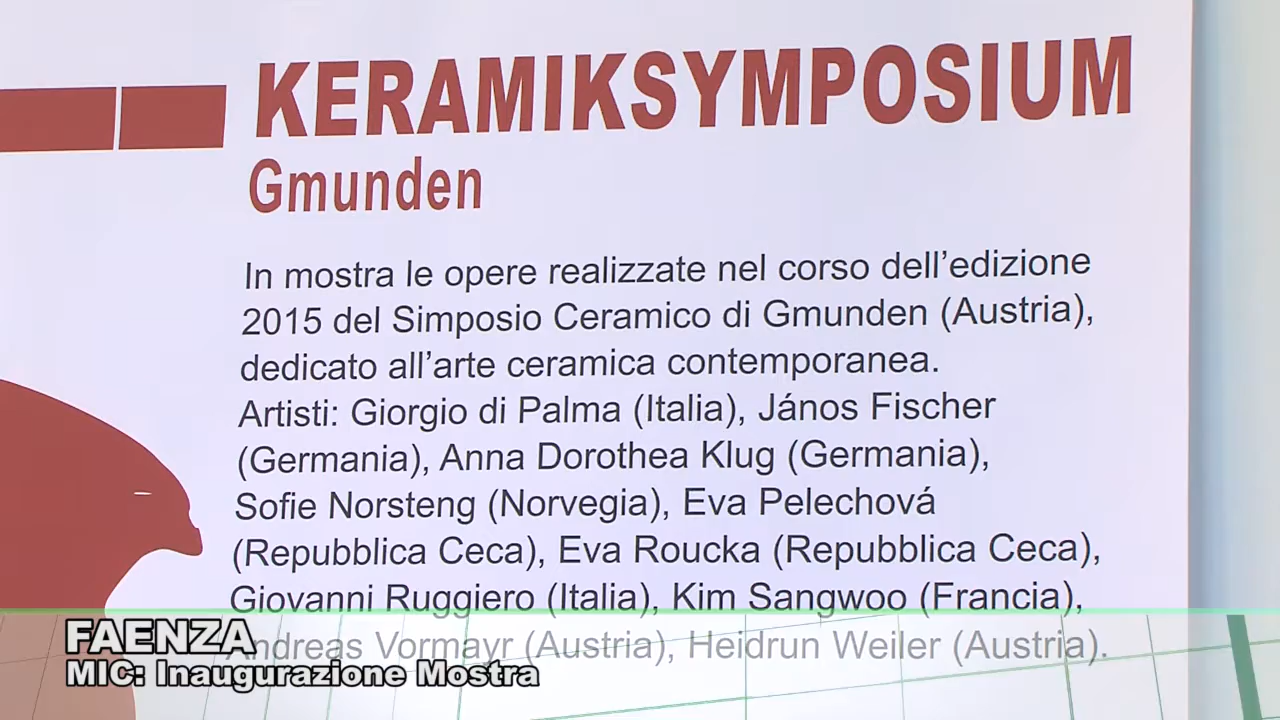 KERAMIKSYMPOSIUM
Gmunden
In mostra le opere realizzate nel corso dell'edizione
2015 del Simposio Ceramico di Gmunden (Austria),
dedicato all'arte ceramica contemporanea.
Artisti: Giorgio di Palma (Italia), János Fischer
(Germania), Anna Dorothea Klug (Germania),
Sofie Norsteng (Norvegia), Eva Pelechová
(Repubblica Ceca), Eva Roucka (Repubblica Ceca),
Giovanni Ruggiero (Italia), Kim Sangwoo (Francia),
Andreas Vormayr (Austria), Heidrun Weiler (Austria).
FAENZA
MIC: Inaugurazione Mostra